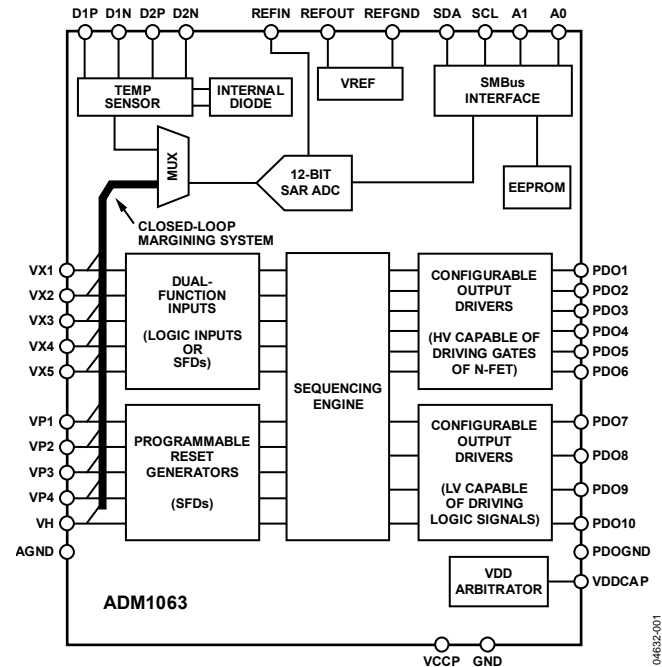 D1P D1N D2P D2N REFIN REFOUT REFGND SDA SCL A1 A0
TEMP
SENSOR
INTERNAL
DIODE
VREF
SMBus
INTERFACE
MUX
12-BIT
SAR ADC
EEPROM
CLOSED-LOOP
MARGINING SYSTEM
VX1
VX2
VX3
VX4
VX5
DUAL-
FUNCTION
INPUTS
(LOGIC INPUTS
OR
SFDs)
SEQUENCING
ENGINE
CONFIGURABLE
OUTPUT
DRIVERS
(HV CAPABLE OF
DRIVING GATES
OF N-FET)
PDO1
PDO2
PDO3
PDO4
PDO5
PDO6
VP1
VP2
VP3
VP4
VH
AGND
PROGRAMMABLE
RESET
GENERATORS
(SFDs)
CONFIGURABLE
OUTPUT
DRIVERS
(LV CAPABLE
OF DRIVING
LOGIC SIGNALS)
PDO7
PDO8
PDO9
PDO10
PDOGND
VDDCAP
VDD
ARBITRATOR
ADM1063
VCCP GND
04632-001